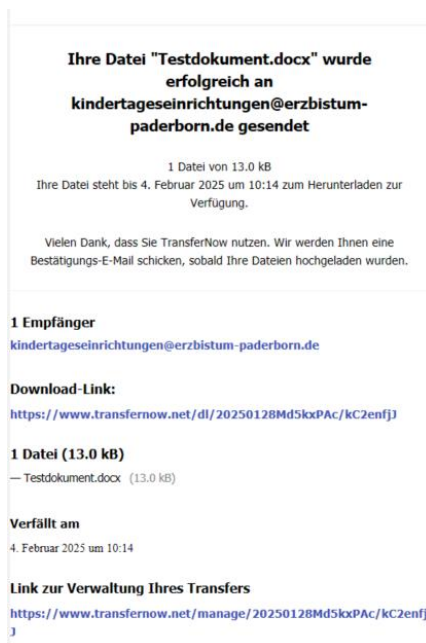 Ihre Datei "Testdokument.docx" wurde
erfolgreich an
kindertageseinrichtungen@erzbistum-
paderborn.de gesendet
1 Datei von 13.0 kB
Ihre Datei steht bis 4. Februar 2025 um 10:14 zum Herunterladen zur
Verfügung.
Vielen Dank, dass Sie TransferNow nutzen. Wir werden Ihnen eine
Bestätigungs-E-Mail schicken, sobald Ihre Dateien hochgeladen wurden.
1 Empfänger
kindertageseinrichtungen@erzbistum-paderborn.de
Download-Link:
https://www.transfernow.net/dl/20250128Md5kxPAc/kC2enfjJ
1 Datei (13.0 kB)
— Testdokument.docx (13.0 kB)
Verfällt am
4. Februar 2025 um 10:14
Link zur Verwaltung Ihres Transfers
https://www.transfernow.net/manage/20250128Md5kxPAc/kC2enfj
J